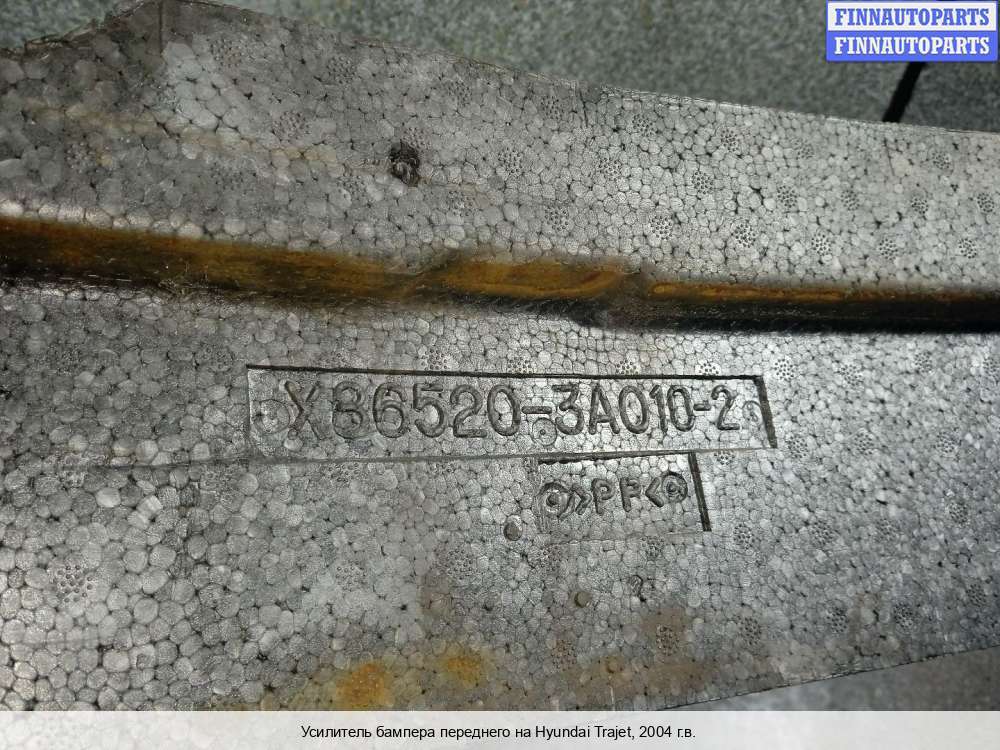 FINNAUTOPARTS
FINNAUTOPARTS
X86520-3A010-2
>PP<
Усилитель бампера переднего на Hyundai Trajet, 2004 г.в.